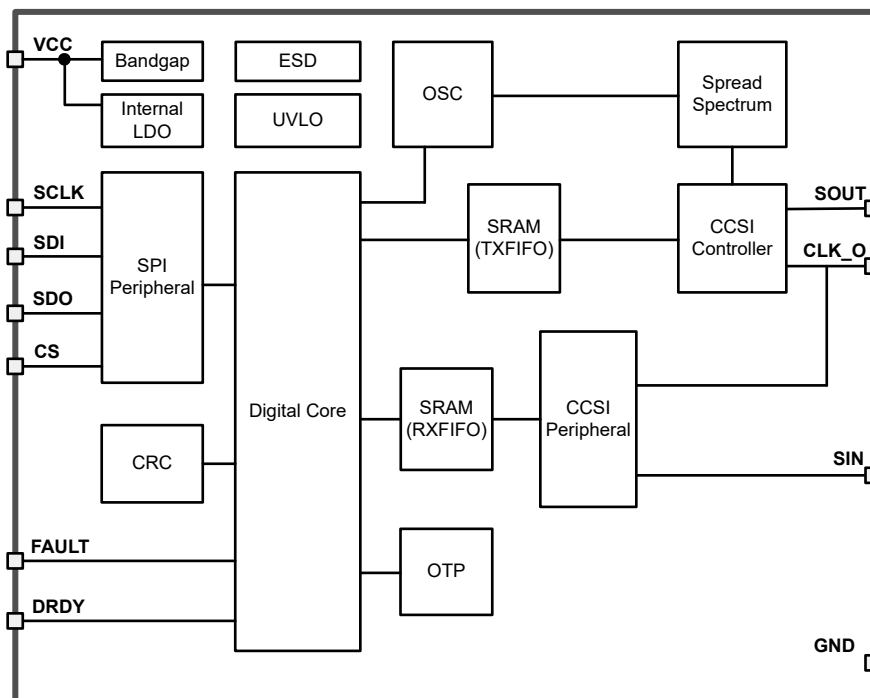 VCC
Bandgap
ESD
OSC
Spread
Spectrum
Internal
LDO
UVLO
SCLK
SDI
SDO
CS
SPI
Peripheral
SRAM
(TXFIFO)
CCSI
Controller
SOUT
CLK_O
Digital Core
SRAM
(RXFIFO)
CCSI
Peripheral
CRC
SIN
FAULT
OTP
DRDY
GND